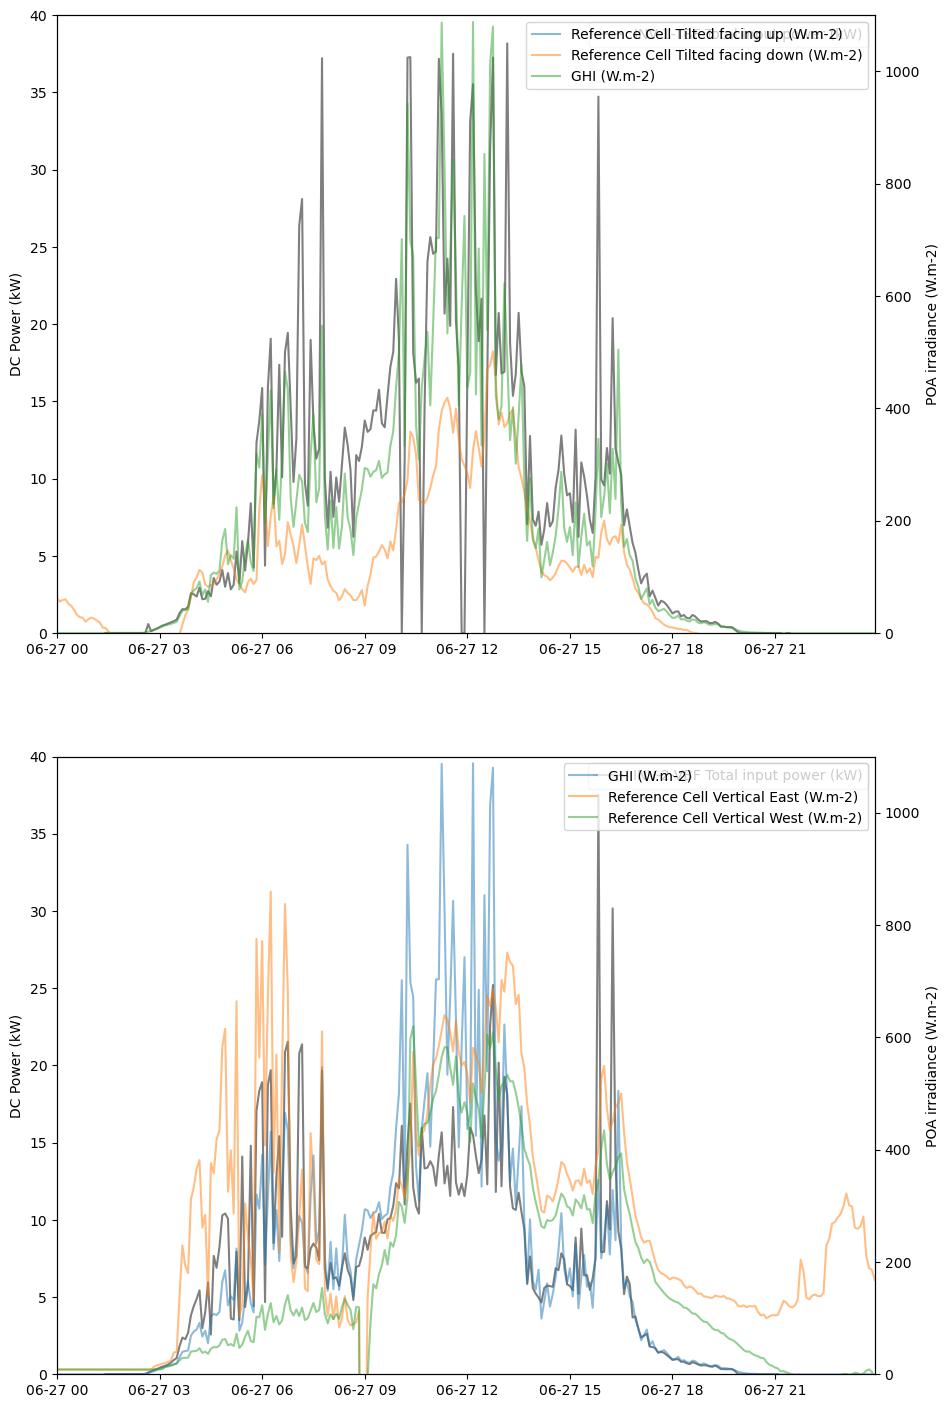 40
35
30
25
20
15
10
5
0
DC Power (kW)
Reference Cell Tilted facing up (W.m-2)
Reference Cell Tilted facing down (W.m-2)
GHI (W.m-2)
1000
800
600
400
200
0
POA irradiance (W.m-2)
06-27 00 06-27 03 06-27 06 06-27 09 06-27 12 06-27 15 06-27 18 06-27 21
40
35
30
25
20
15
10
5
0
DC Power (kW)
Total input power (kW)
GHI (W.m-2)
Reference Cell Vertical East (W.m-2)
Reference Cell Vertical West (W.m-2)
1000
800
600
400
200
0
POA irradiance (W.m-2)
06-27 00 06-27 03 06-27 06 06-27 09 06-27 12 06-27 15 06-27 18 06-27 21